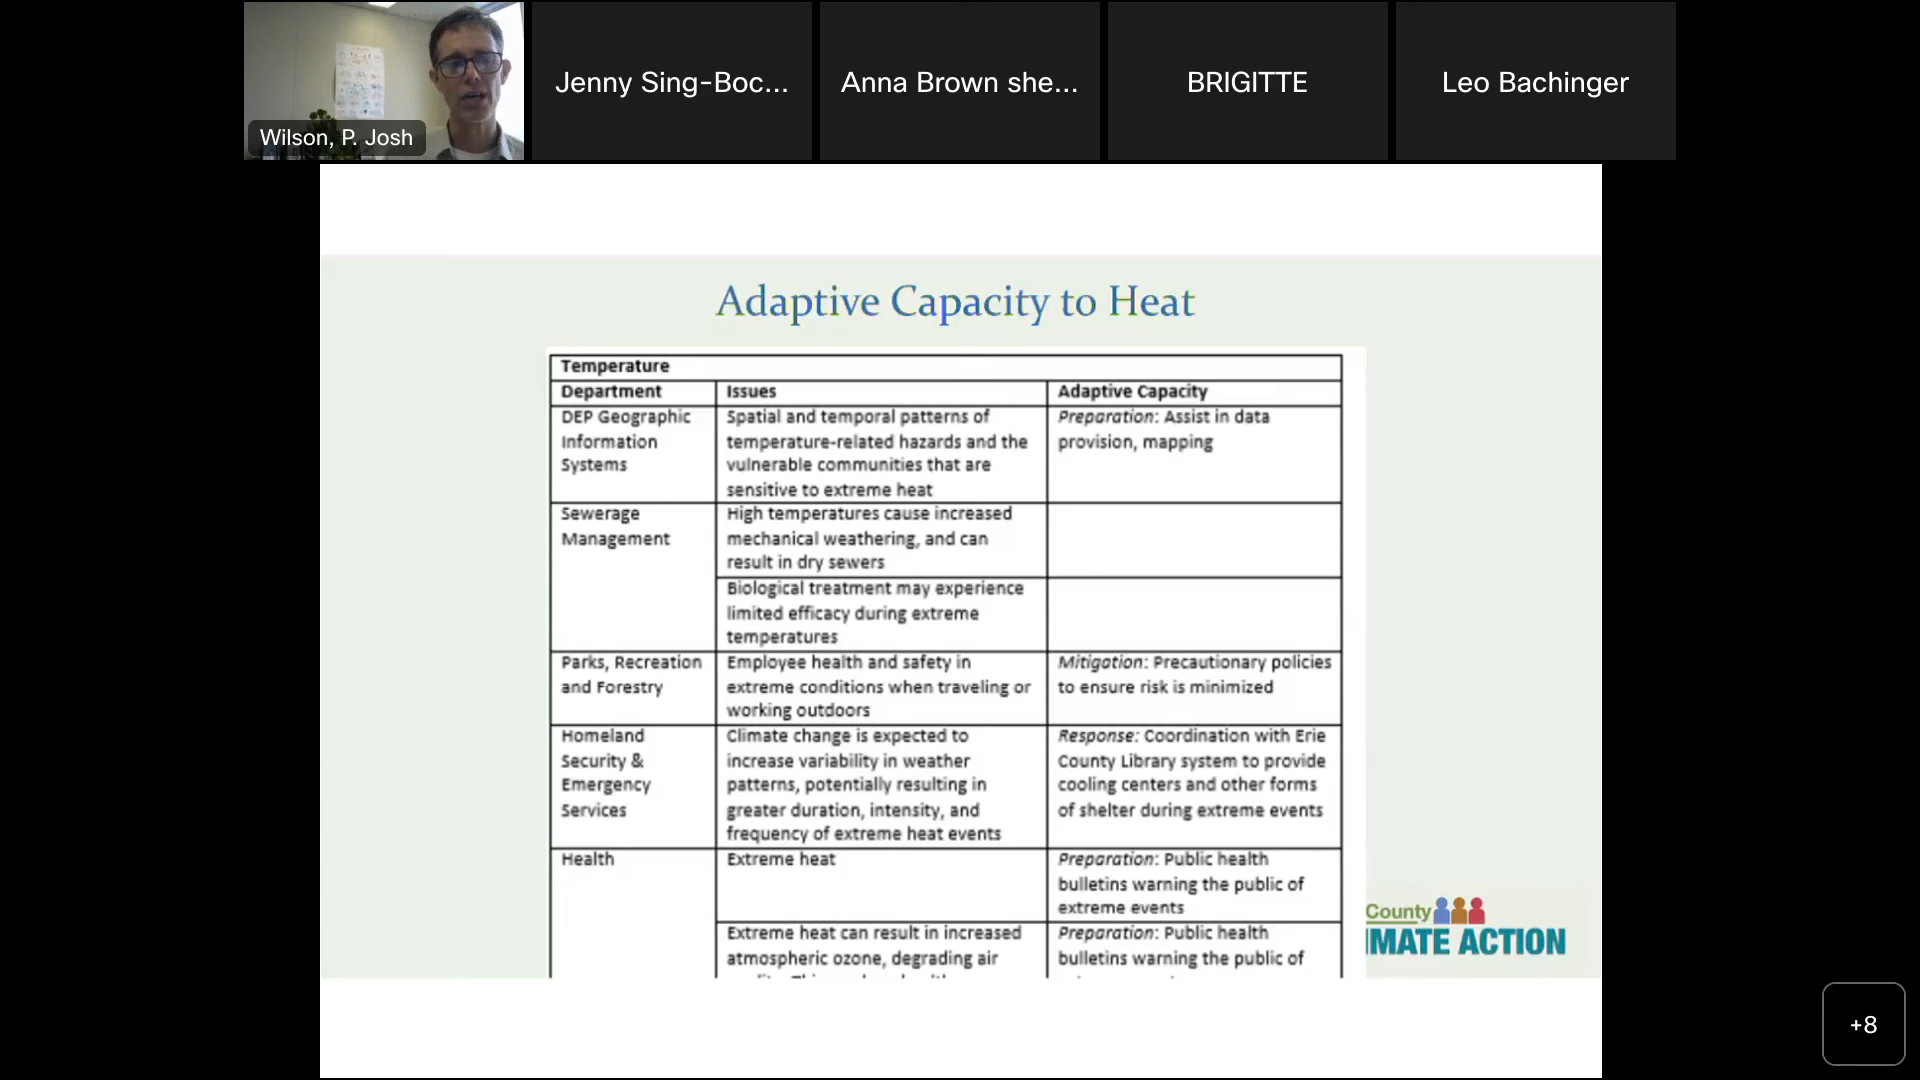 Wilson, P. Josh
Jenny Sing-Boc...
Anna Brown she...
BRIGITTE
Leo Bachinger
Adaptive Capacity to Heat
Temperature
Department
Issues
Adaptive Capacity
DEP Geographic
Information
Systems
Spatial and temporal patterns of
temperature-related hazards and the
vulnerable communities that are
sensitive to extreme heat
Preparation: Assist in data
provision, mapping
Sewerage
Management
High temperatures cause increased
mechanical weathering, and can
result in dry sewers
Biological treatment may experience
limited efficacy during extreme
temperatures
Parks, Recreation
and Forestry
Employee health and safety in
extreme conditions when traveling or
working outdoors
Mitigation: Precautionary policies
to ensure risk is minimized
Homeland
Security &
Emergency
Services
Climate change is expected to
increase variability in weather
patterns, potentially resulting in
greater duration, intensity, and
frequency of extreme heat events
Response: Coordination with Erie
County Library system to provide
cooling centers and other forms
of shelter during extreme events
Health
Extreme heat
Preparation: Public health
bulletins warning the public of
extreme events
Extreme heat can result in increased
atmospheric ozone, degrading air
Preparation: Public health
bulletins warning the public of
County
IMATE ACTION
+8